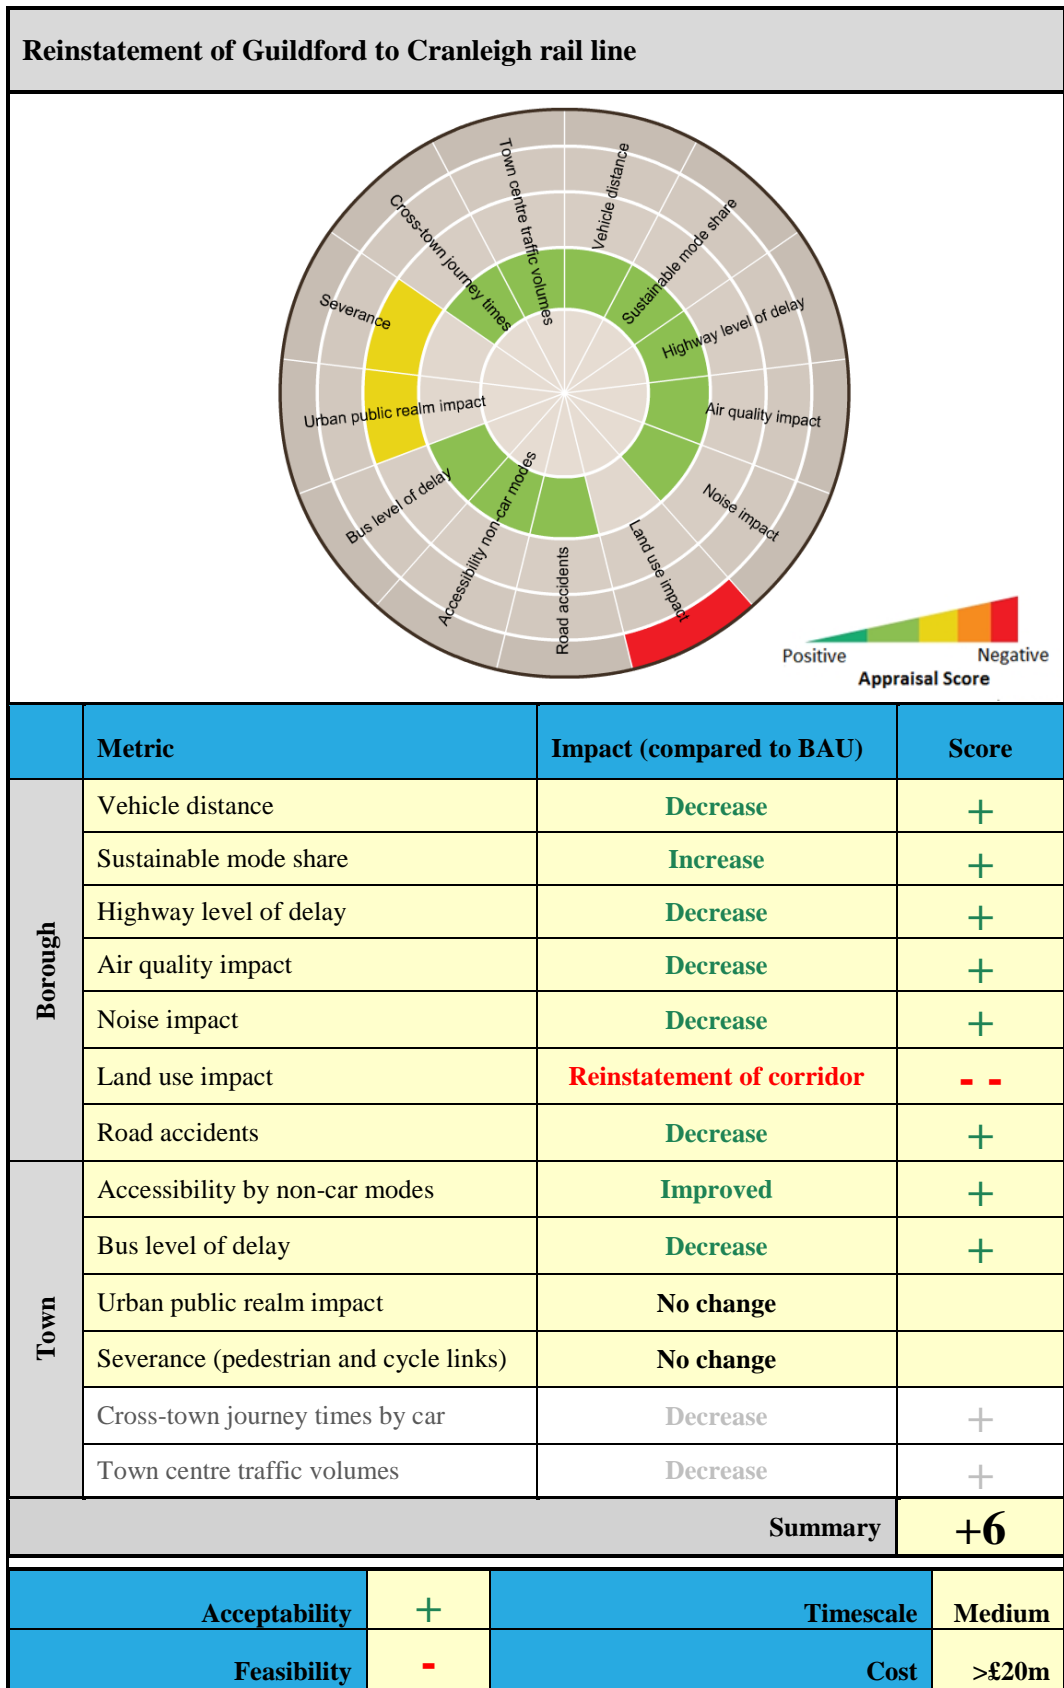 Reinstatement of Guildford to Cranleigh rail line
Town centre traffic volumes
Vehicle distance
Cross-town journey times
Sustainable mode share
Severance
Highway level of delay
Urban public realm impact
Air quality impact
Bus level of delay
Noise impact
Accessibility non-car modes
Land use impact
Road accidents
Positive
Negative
Appraisal Score
Metric Impact (compared to BAU) Score
Borough
Vehicle distance Decrease +
Sustainable mode share Increase +
Highway level of delay Decrease +
Air quality impact Decrease +
Noise impact Decrease +
Land use impact Reinstatement of corridor - -
Road accidents Decrease +
Town
Accessibility by non-car modes Improved +
Bus level of delay Decrease +
Urban public realm impact No change
Severance (pedestrian and cycle links) No change
Cross-town journey times by car Decrease +
Town centre traffic volumes Decrease +
Summary +6
Acceptability + Timescale Medium
Feasibility - Cost >£20m